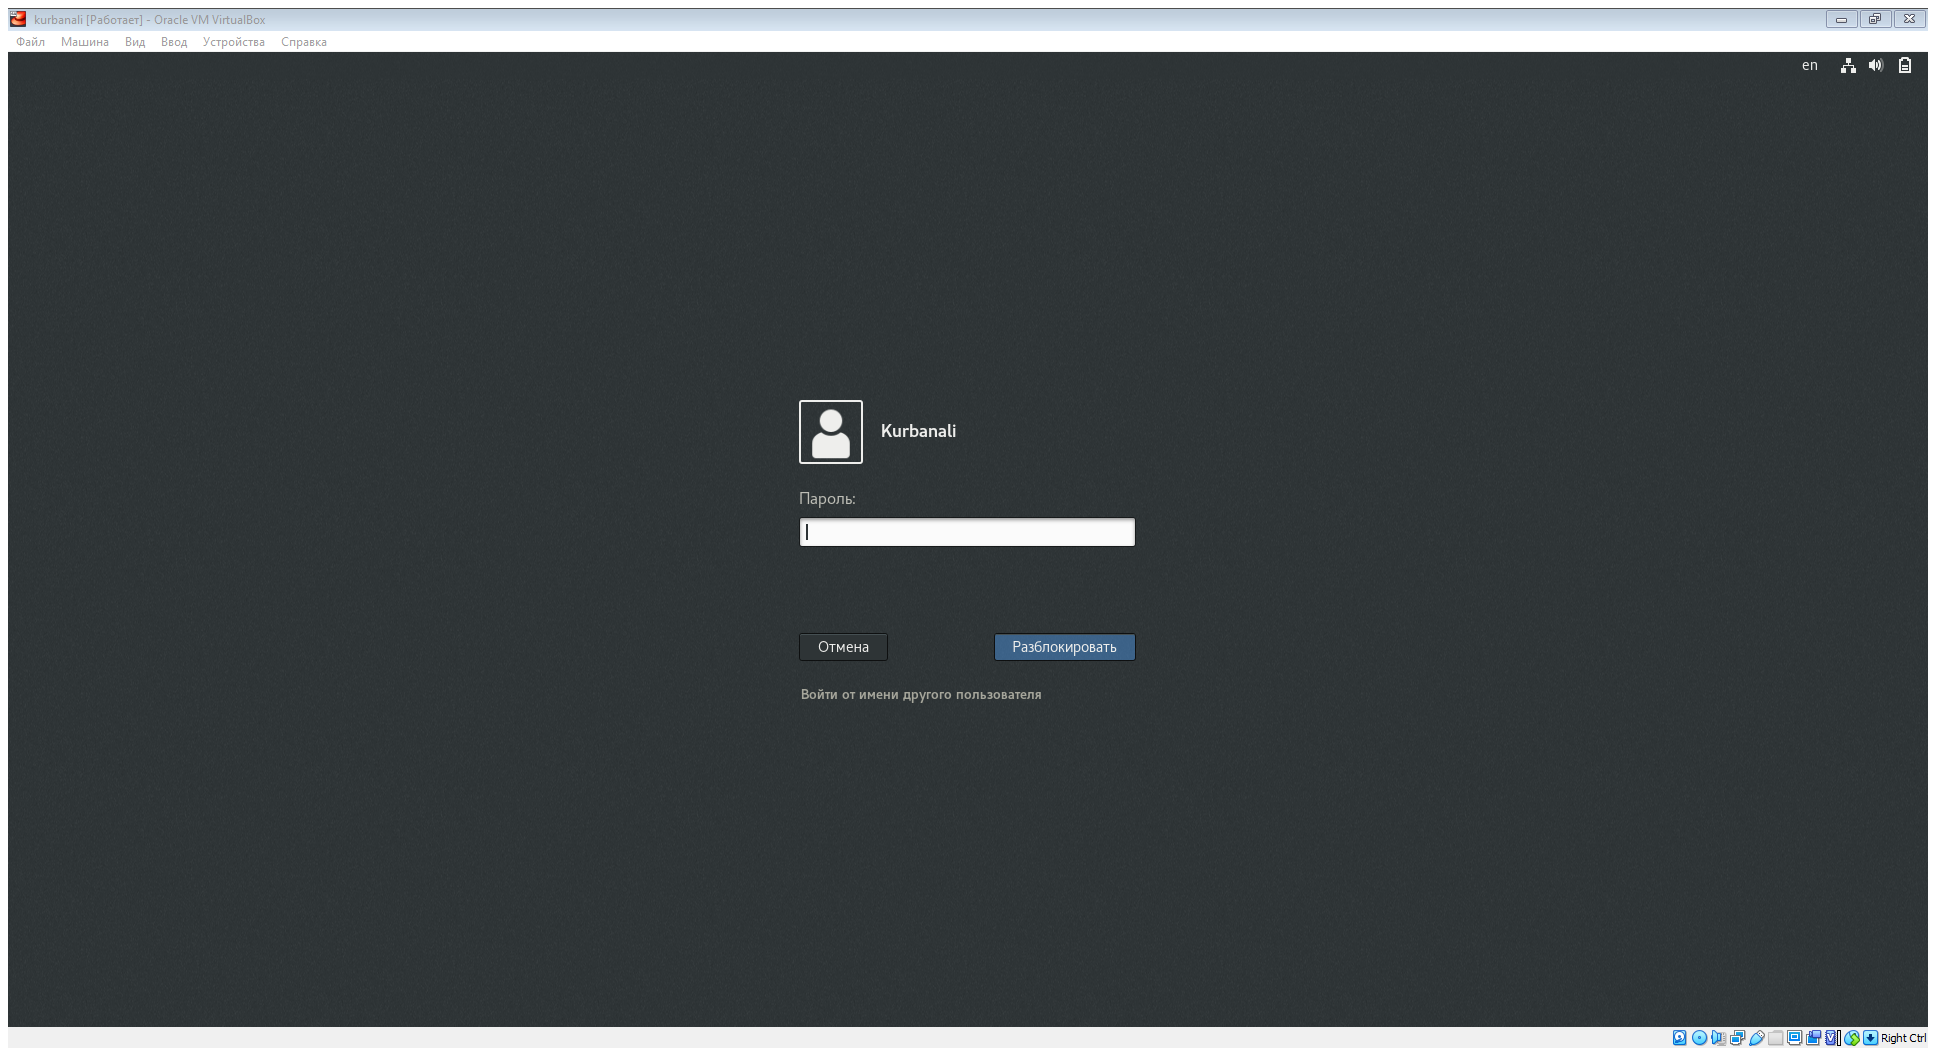 kurbanali [Работает] - Oracle VM VirtualBox
Файл Машина Вид Ввод Устройства Справка
en
Kurbanali
Пароль:
Отмена Разблокировать
Войти от имени другого пользователя
Right Ctrl